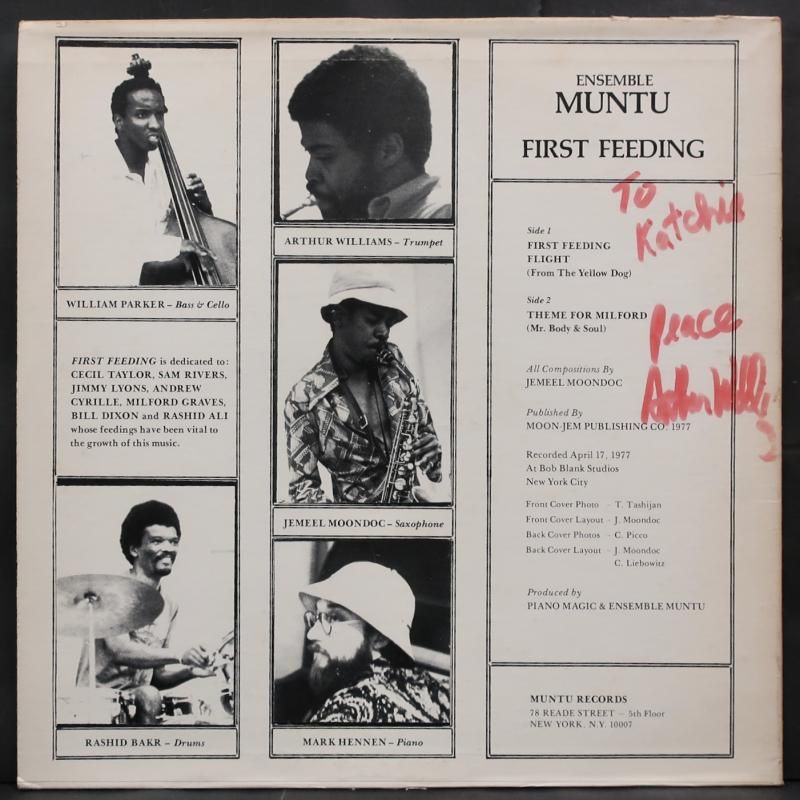 WILLIAM PARKER – Bass & Cello
FIRST FEEDING is dedicated to:
CECIL TAYLOR, SAM RIVERS,
JIMMY LYONS, ANDREW
CYRILLE, MILFORD GRAVES,
BILL DIXON and RASHID ALI
whose feedings have been vital to
the growth of this music.
RASHID BAKR – Drums
ARTHUR WILLIAMS – Trumpet
JEMEEL MOONDOC – Saxophone
MARK HENNEN – Piano
ENSEMBLE
MUNTU
FIRST FEEDING
To
Katchie
Side 1
FIRST FEEDING
FLIGHT
(From The Yellow Dog)
Side 2
THEME FOR MILFORD
(Mr. Body & Soul)
Peace
All Compositions By
JEMEEL MOONDOC
Arthur
Published By
MOON-JEM PUBLISHING CO. 1977
Recorded April 17, 1977
At Bob Blank Studios
New York City
Front Cover Photo – T. Tashijan
Front Cover Layout – J. Moondoc
Back Cover Photos – C. Picco
Back Cover Layout – J. Moondoc
C. Liebowitz
Produced by
PIANO MAGIC & ENSEMBLE MUNTU
MUNTU RECORDS
78 READE STREET – 5th Floor
NEW YORK, N.Y. 10007